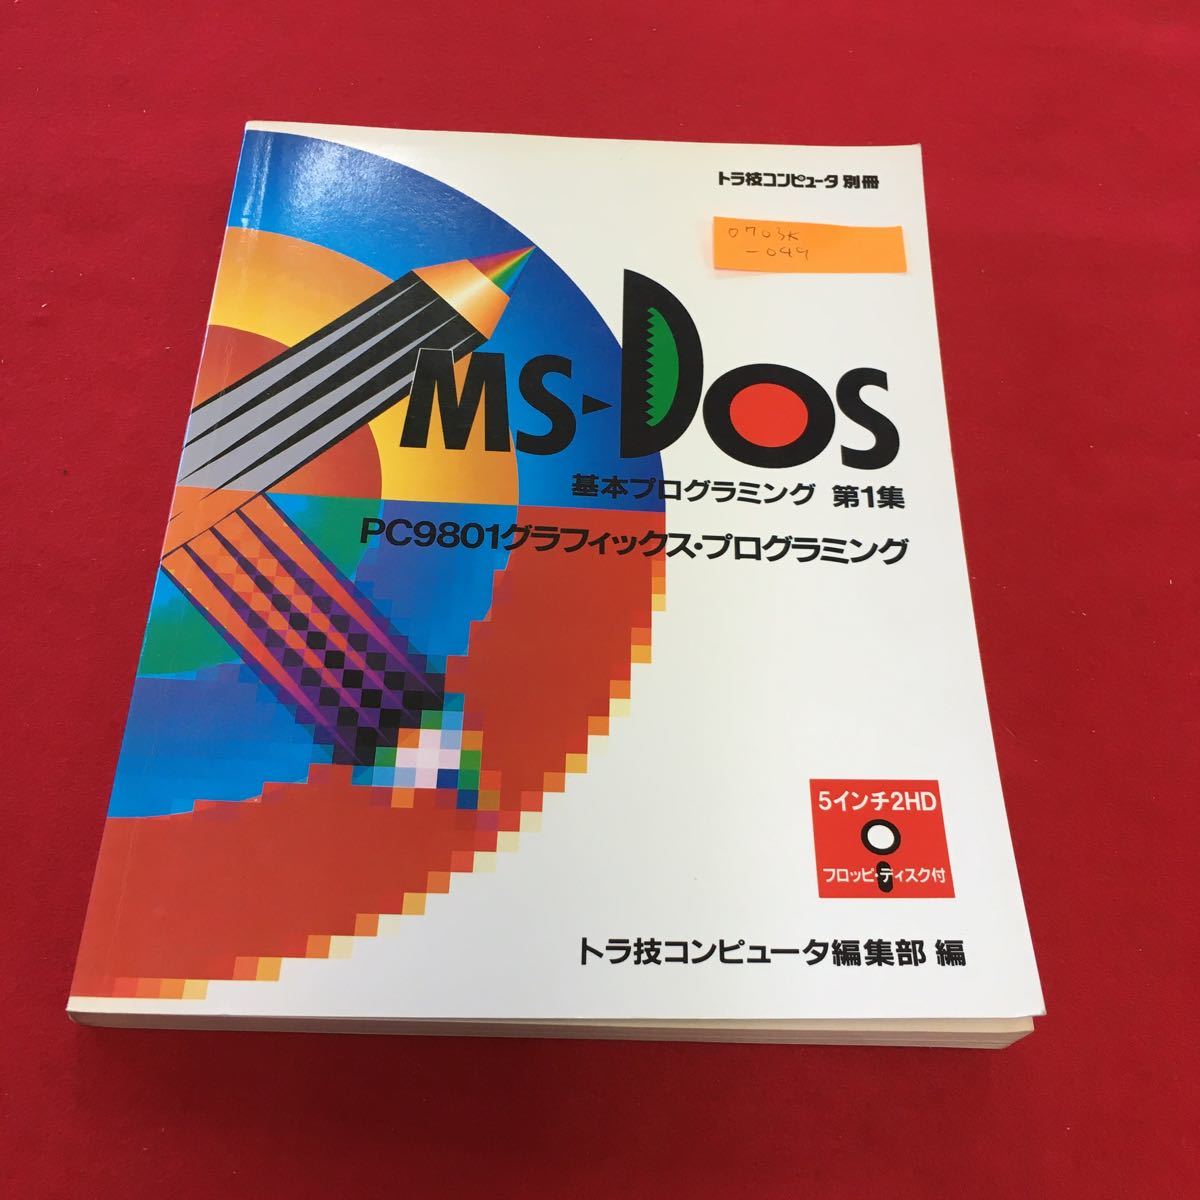 トラ技コンピュータ 別冊
0703K
-044
MS-DOS
基本プログラミング 第1集
PC9801グラフィックス・プログラミング
5インチ2HD
フロッピ・ディスク付
トラ技コンピュータ編集部 編